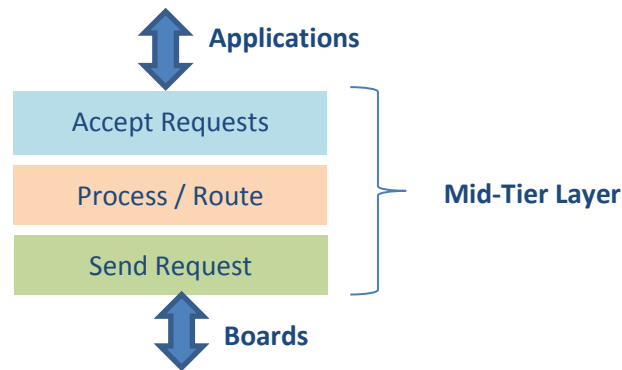 Applications
Accept Requests
Process / Route
Mid-Tier Layer
Send Request
Boards